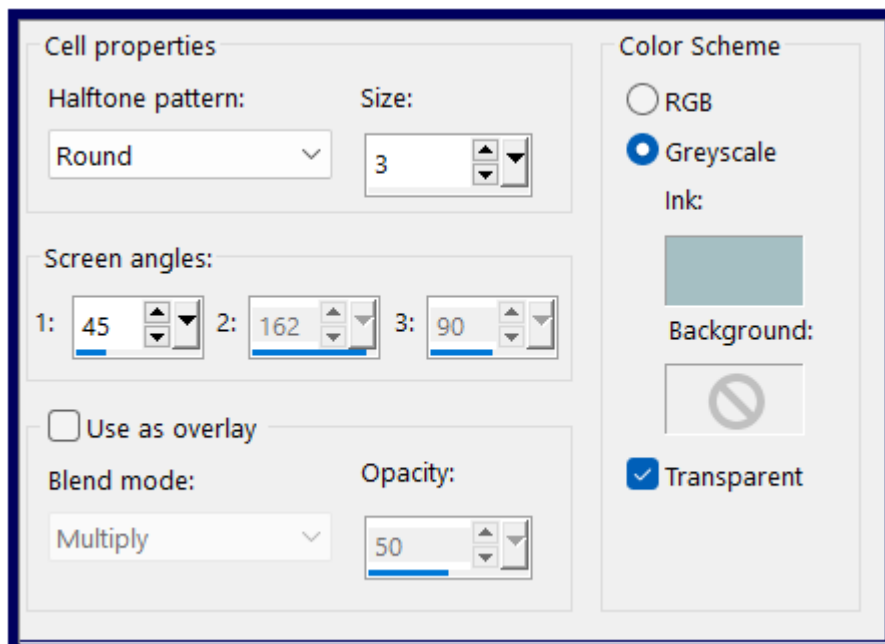 Cell properties
Halftone pattern: Size:
Round 3
Screen angles:
1: 45 2: 162 3: 90
Use as overlay
Blend mode: Opacity:
Multiply 50
Color Scheme
RGB
Greyscale
Ink:
Background:
Transparent